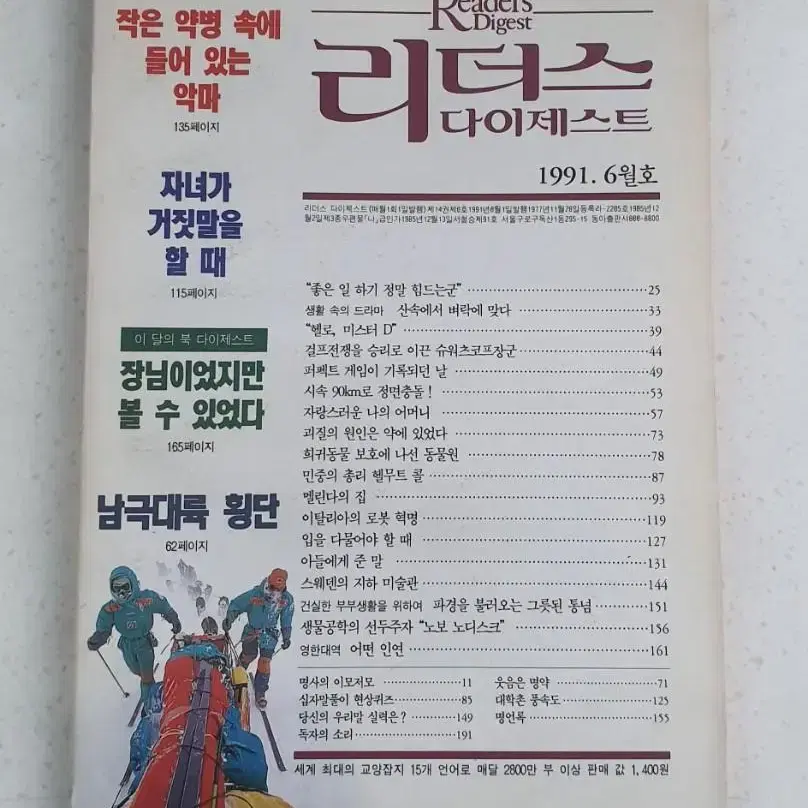 작은 약병 속에
들어 있는
악마
135페이지
자녀가
거짓말을
할 때
115페이지
이 달의 북 다이제스트
장님이었지만
볼 수 있었다
165페이지
남극대륙 횡단
62페이지
Reader's
Digest
리더스
다이제스트
1991. 6월호
"좋은 일 하기 정말 힘드는군" 25
생활 속의 드라마 산속에서 벼락에 맞다 33
"헬로, 미스터 D" 39
걸프전쟁을 승리로 이끈 슈워츠코프장군 44
퍼펙트 게임이 기록되던 날 49
시속 90km로 정면충돌! 53
자랑스러운 나의 어머니 57
괴질의 원인은 약에 있었다 73
희귀동물 보호에 나선 동물원 78
민중의 총리 헬무트 콜 87
멜린다의 집 93
이탈리아의 로봇 혁명 119
입을 다물어야 할 때 127
아들에게 준 말 131
스웨덴의 지하 미술관 144
건실한 부부생활을 위하여 파경을 불러오는 그릇된 통념 151
생물공학의 선두주자 "노보 노디스크" 156
영한대역 어떤 인연 161
명사의 이모저모 11 웃음은 명약 71
십자말풀이 현상퀴즈 85 대학촌 풍속도 125
당신의 우리말 실력은? 149 명언록 155
독자의 소리 191
세계 최대의 교양잡지 15개 언어로 매달 2800만 부 이상 판매 값 1,400원